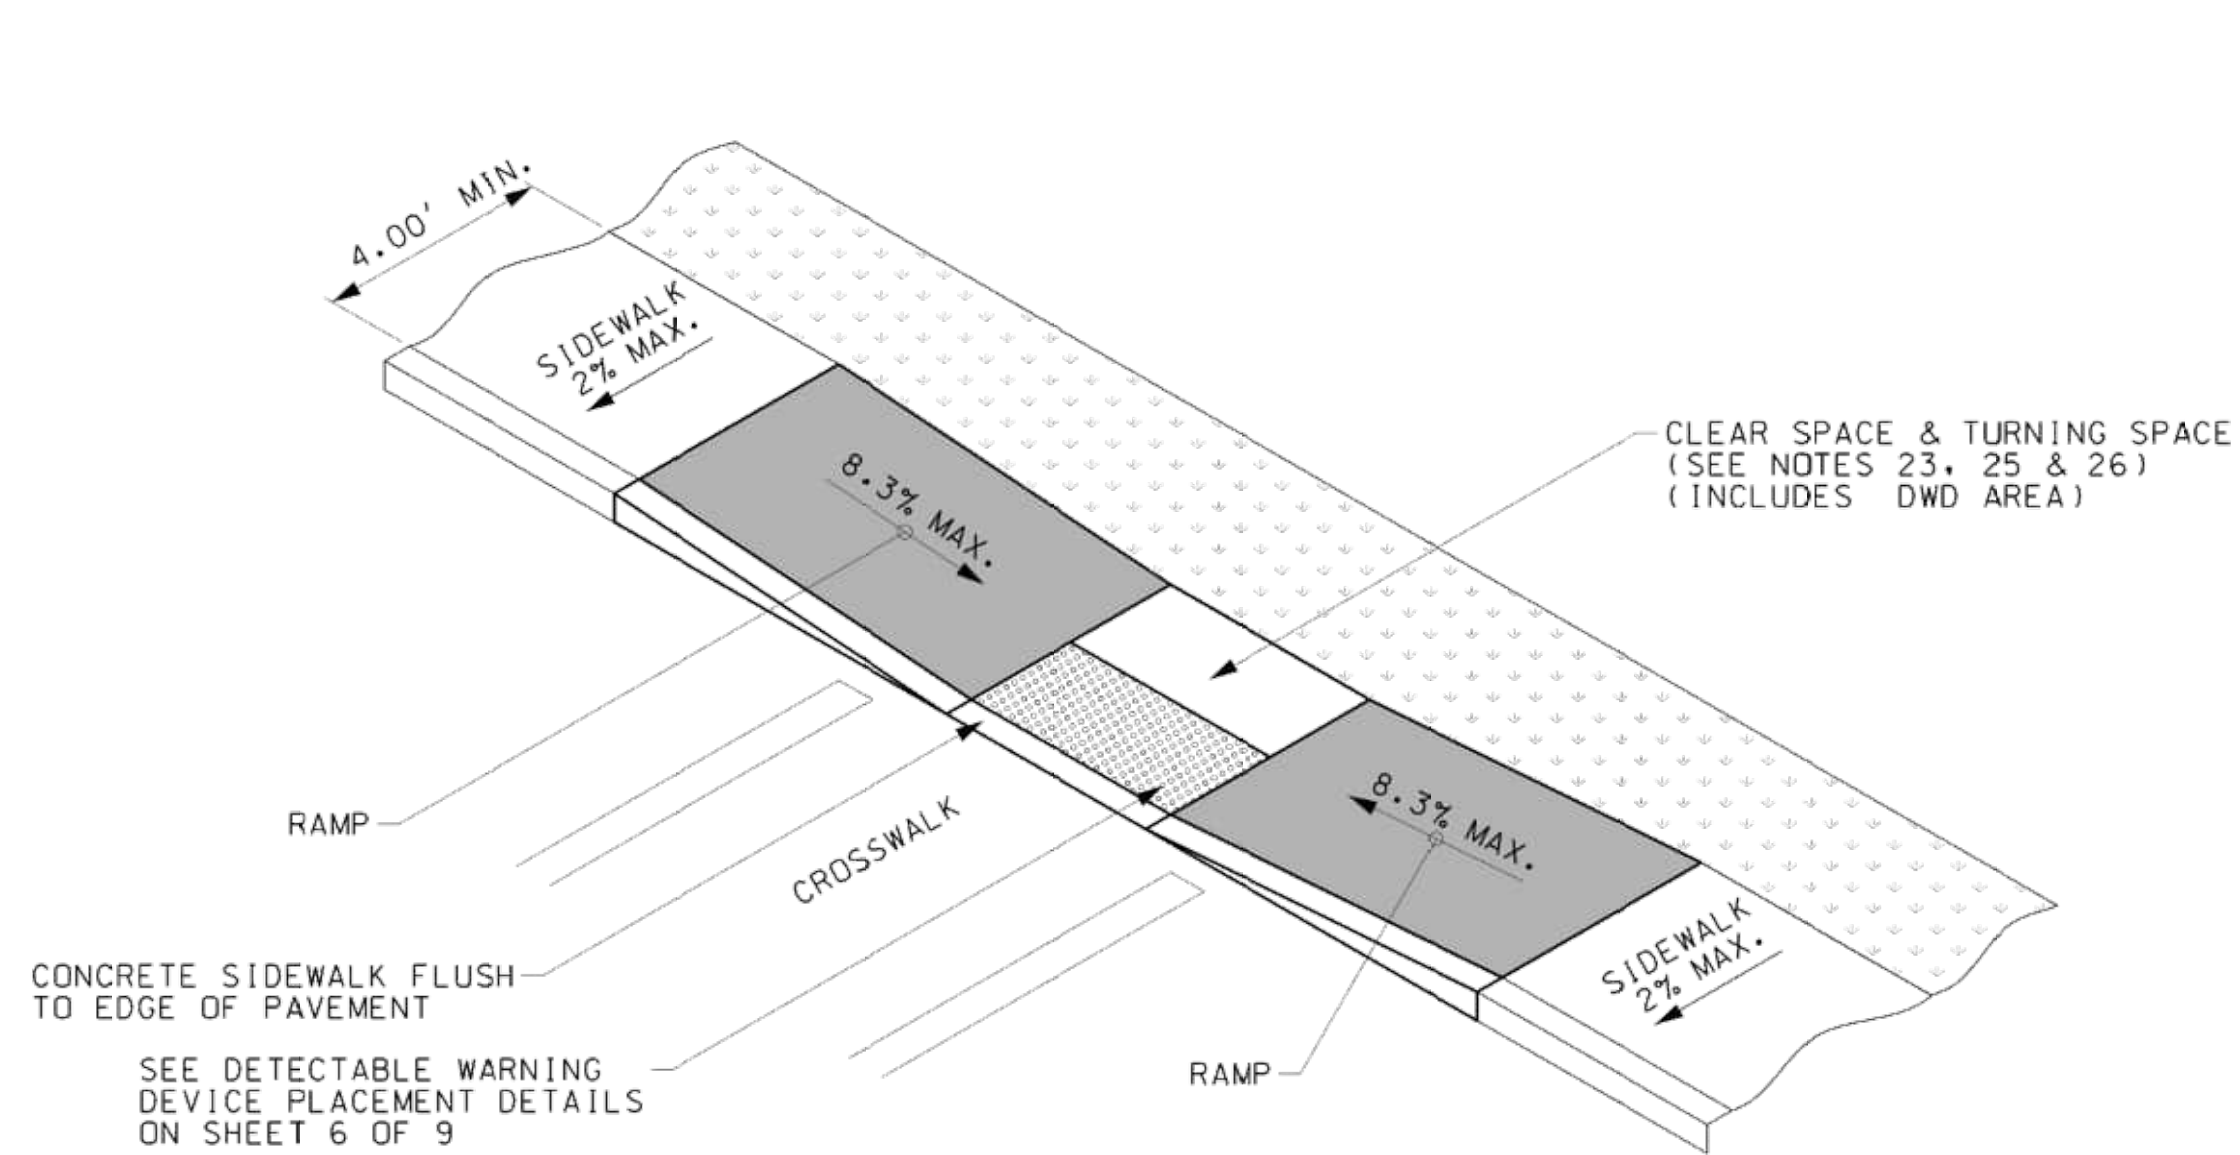 4.00' MIN.
SIDEWALK
2% MAX.
8.3% MAX.
CLEAR SPACE & TURNING SPACE
(SEE NOTES 23, 25 & 26)
(INCLUDES DWD AREA)
RAMP
CROSSWALK
8.3% MAX.
SIDEWALK
2% MAX.
CONCRETE SIDEWALK FLUSH
TO EDGE OF PAVEMENT
SEE DETECTABLE WARNING
DEVICE PLACEMENT DETAILS
ON SHEET 6 OF 9
RAMP